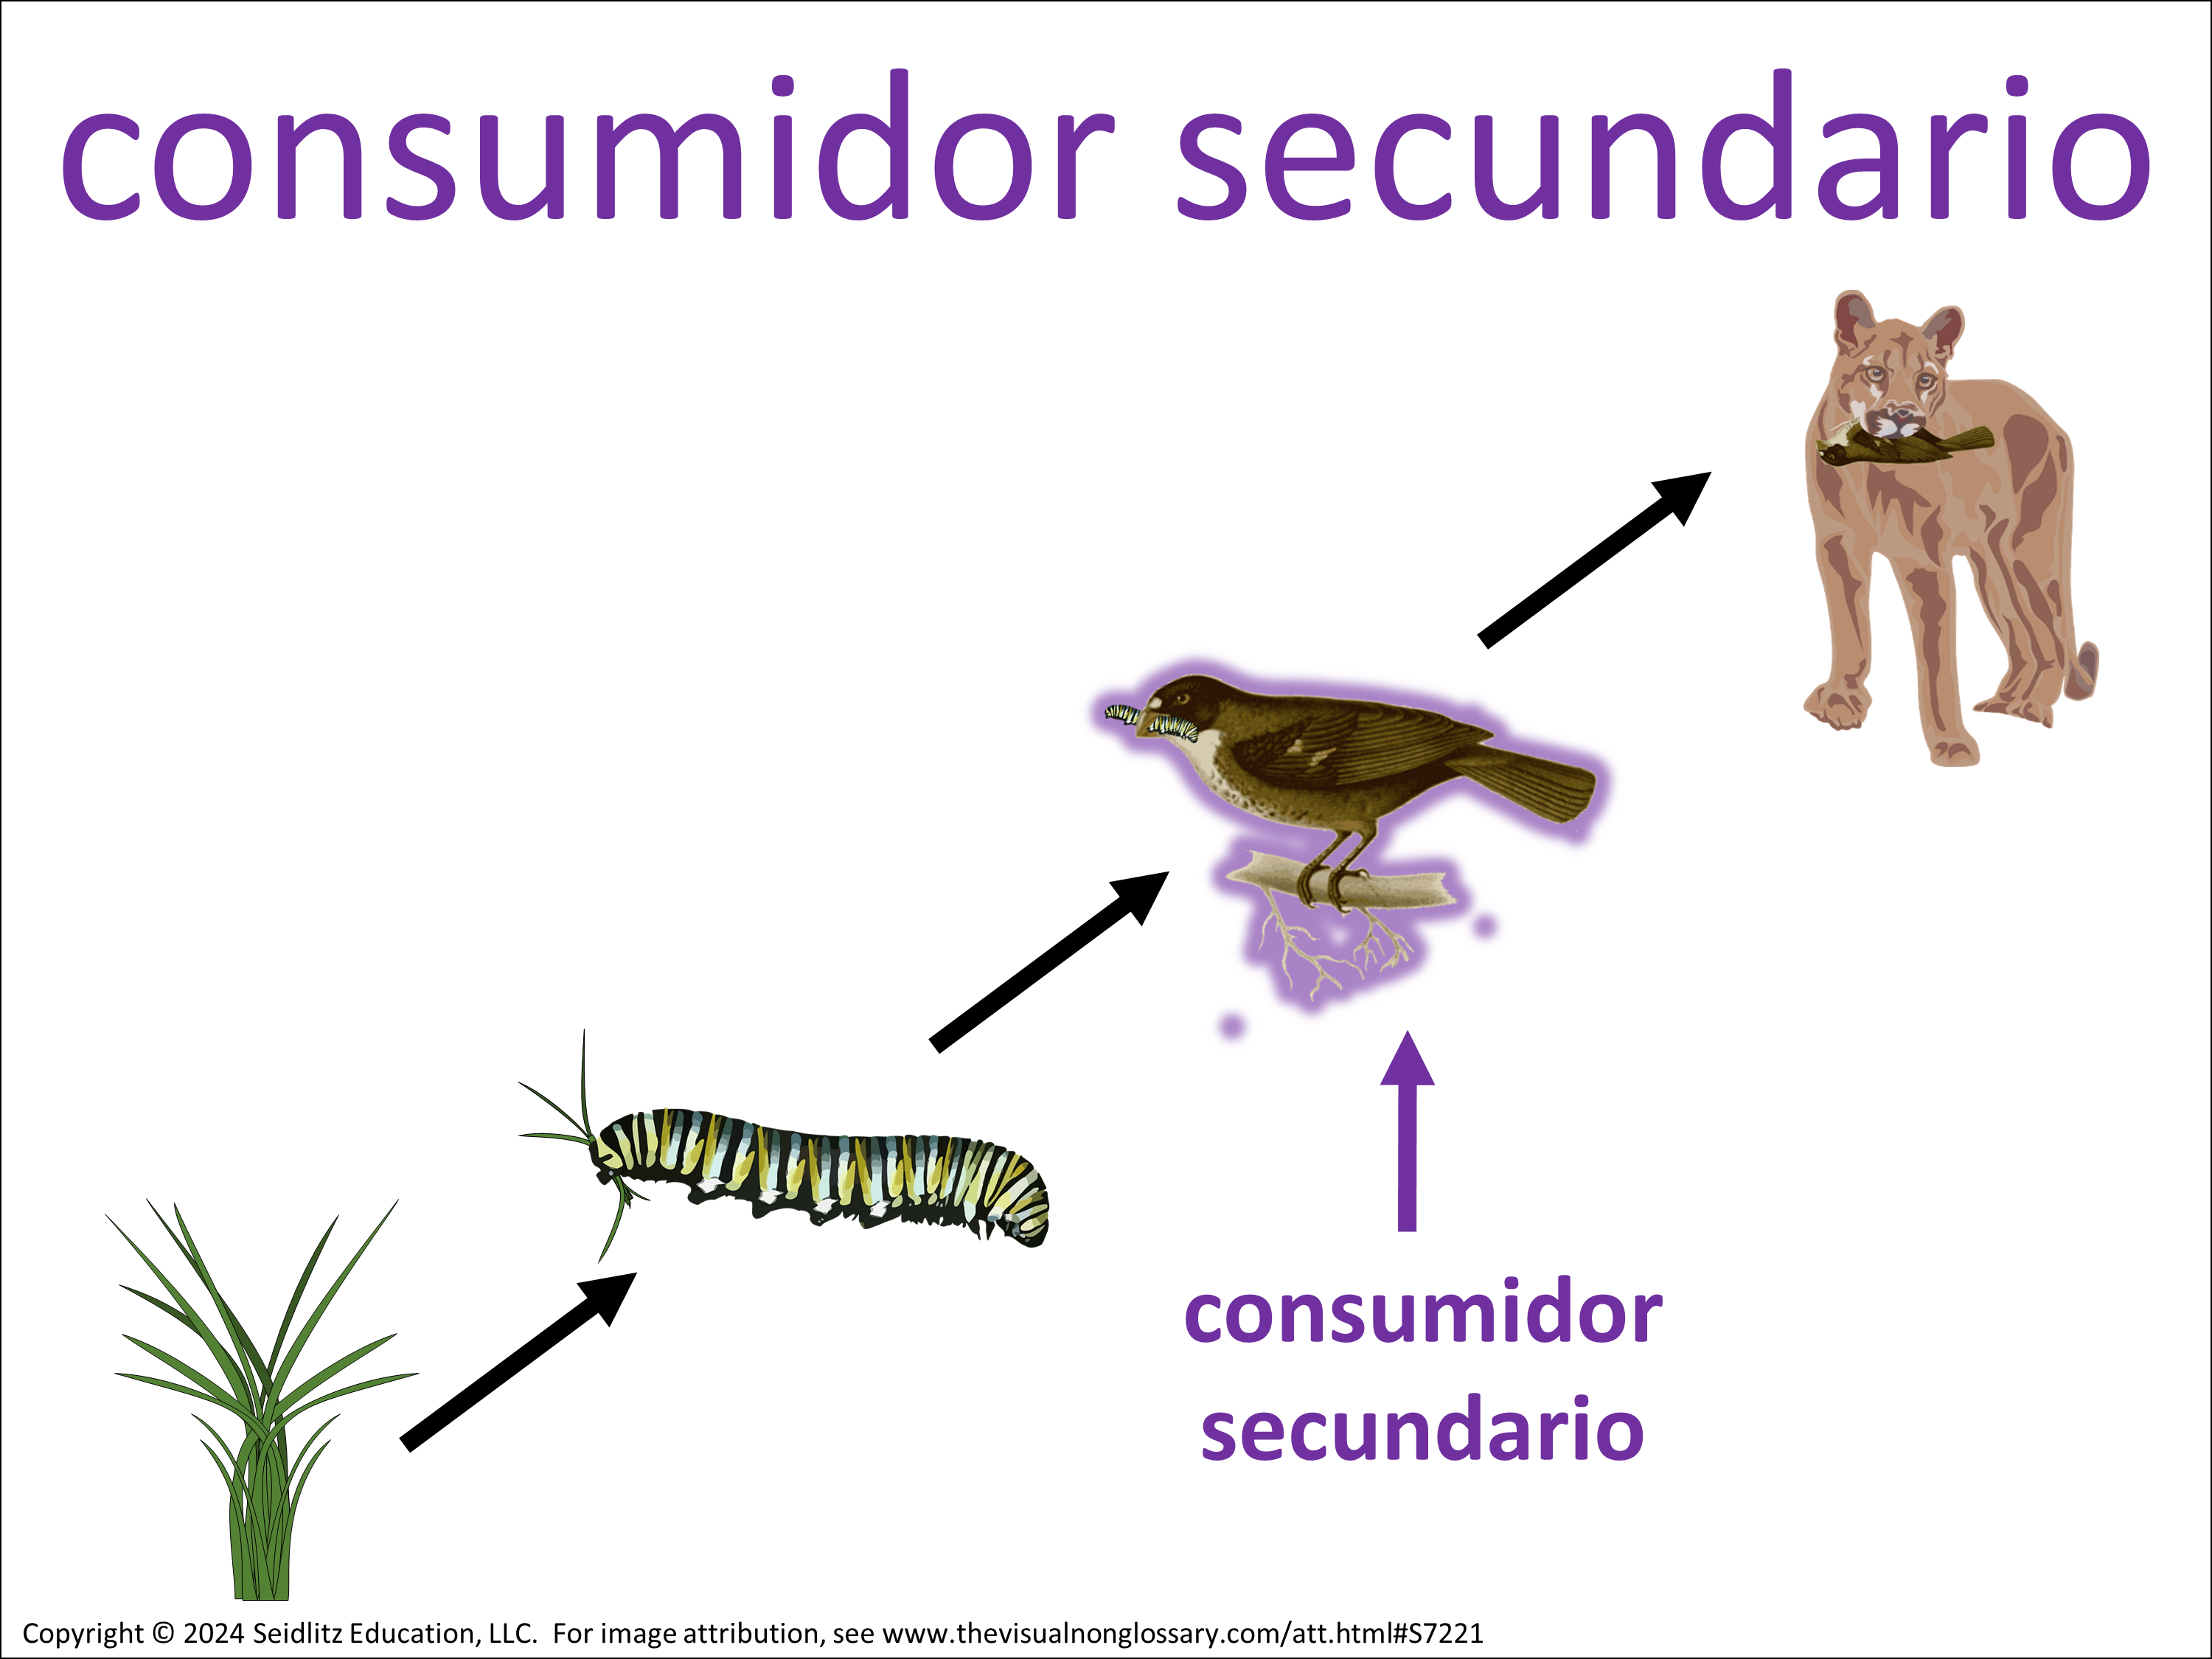 consumidor secundario
consumidor
secundario
Copyright © 2024 Seidlitz Education, LLC.  For image attribution, see www.thevisualnonglossary.com/att.html#S7221